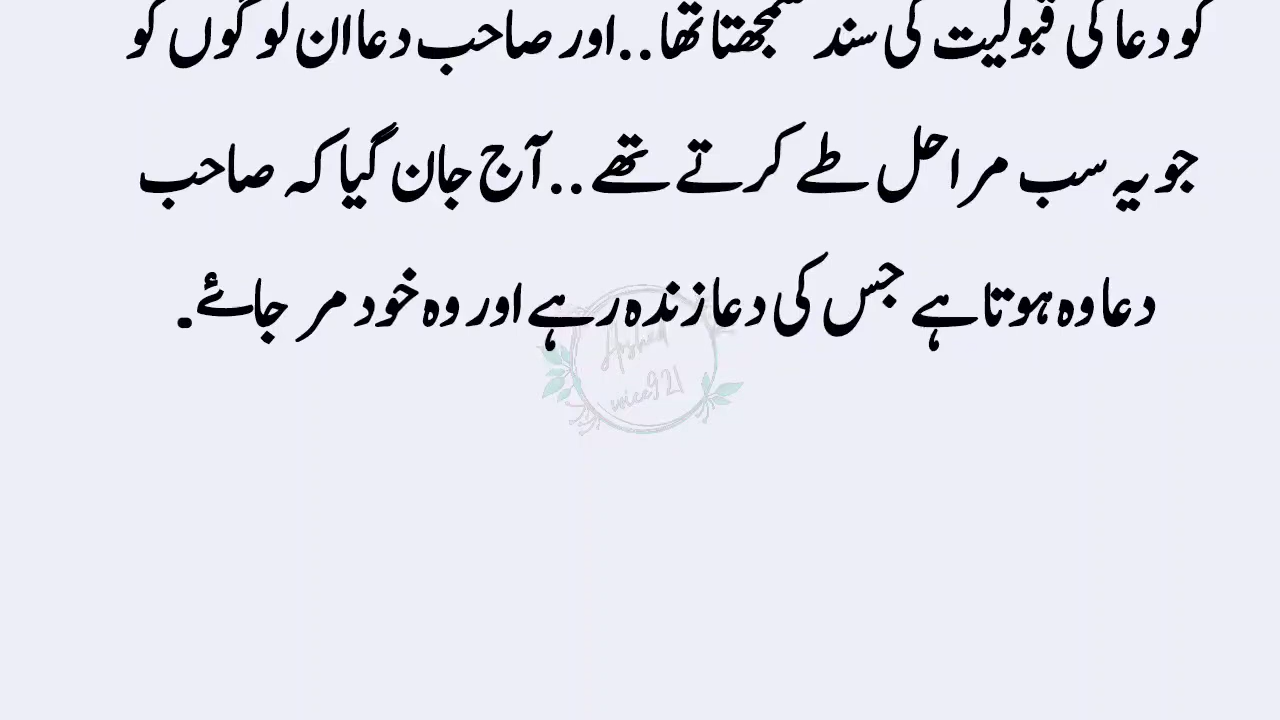 کو دعا کی قبولیت کی سند سمجھتا تھا..اور صاحب دعا ان لوگوں کو
جو یہ سب مراحل طے کرتے تھے..آج جان گیا کہ صاحب
دعا وہ ہوتا ہے جس کی دعا زندہ رہے اور وہ خود مر جائے.
Arshad
voice921